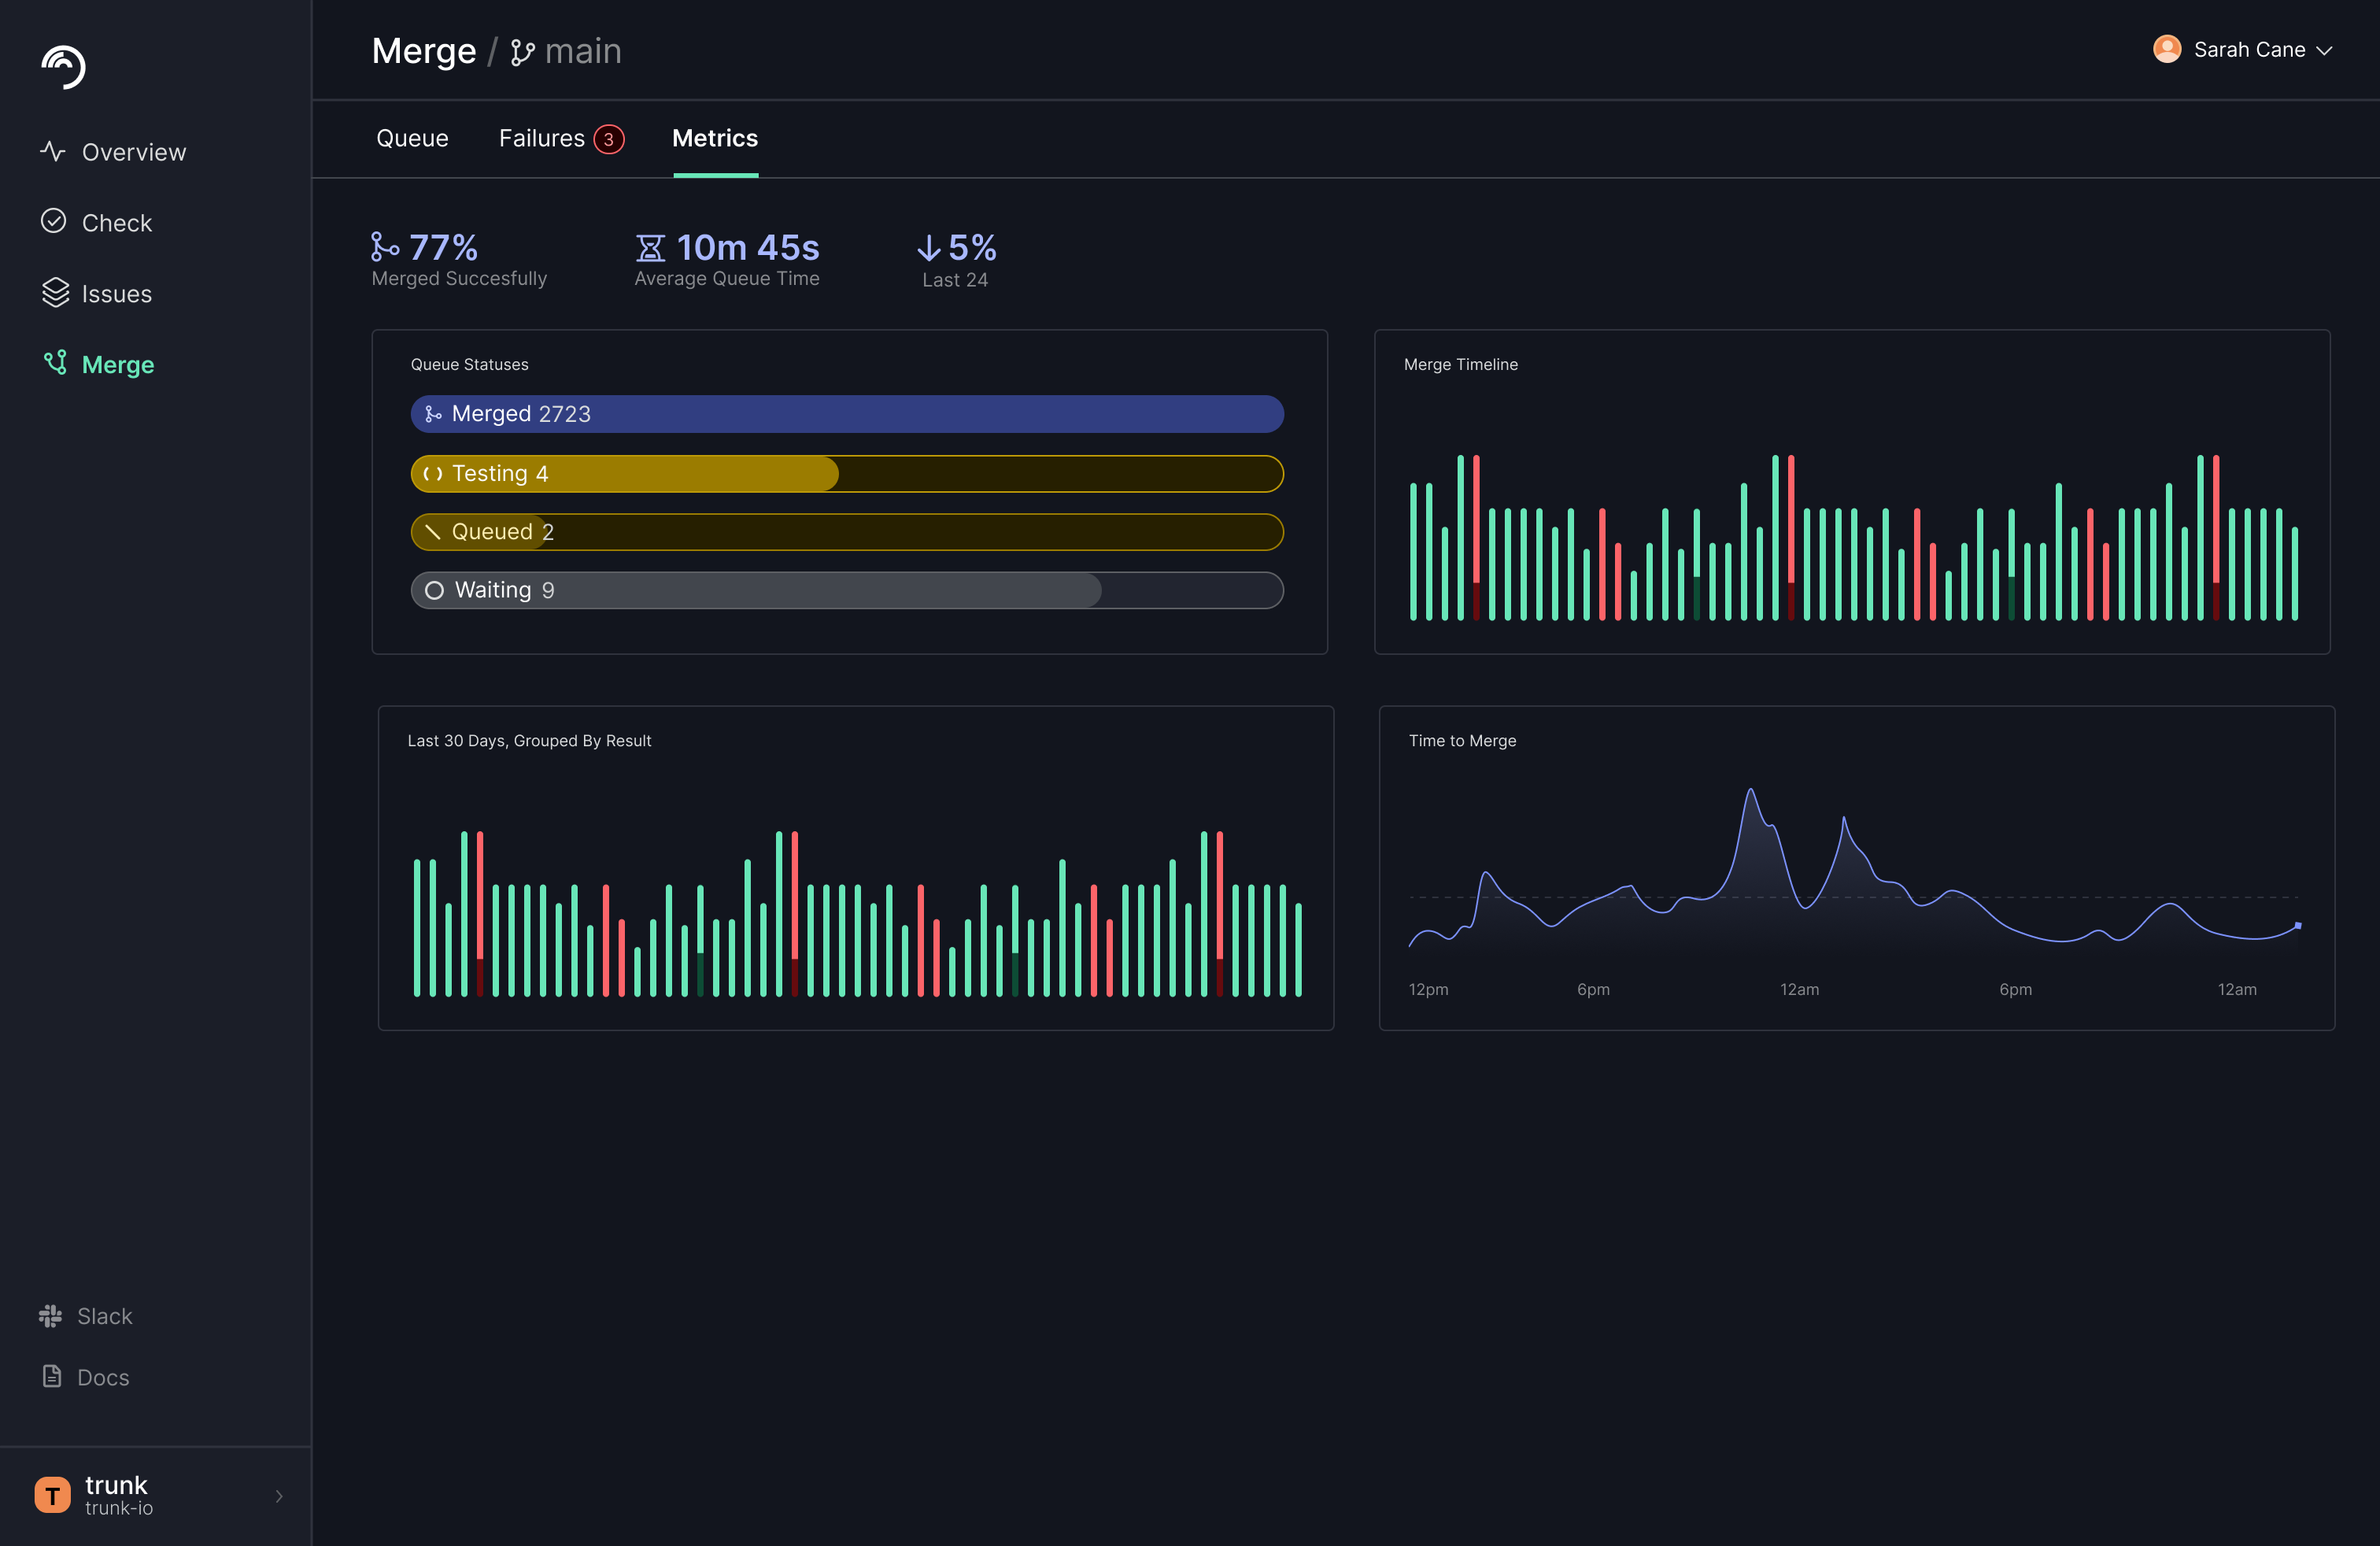 Merge / main
Sarah Cane
Overview
Check
Issues
Merge
Queue
Failures 3
Metrics
77%
Merged Succesfully
10m 45s
Average Queue Time
5%
Last 24
Queue Statuses
Merged 2723
Testing 4
Queued 2
Waiting 9
Merge Timeline
Last 30 Days, Grouped By Result
Time to Merge
12pm 6pm 12am 6pm 12am
Slack
Docs
T
trunk
trunk-io